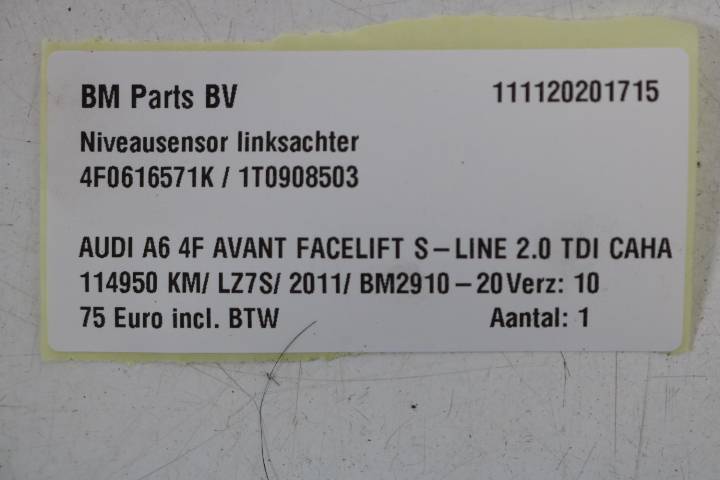 BM Parts BV 111120201715
Niveausensor linksachter
4F0616571K / 1T0908503
AUDI A6 4F AVANT FACELIFT S-LINE 2.0 TDI CAHA
114950 KM/ LZ7S/ 2011/ BM2910-20 Verz: 10
75 Euro incl. BTW Aantal: 1